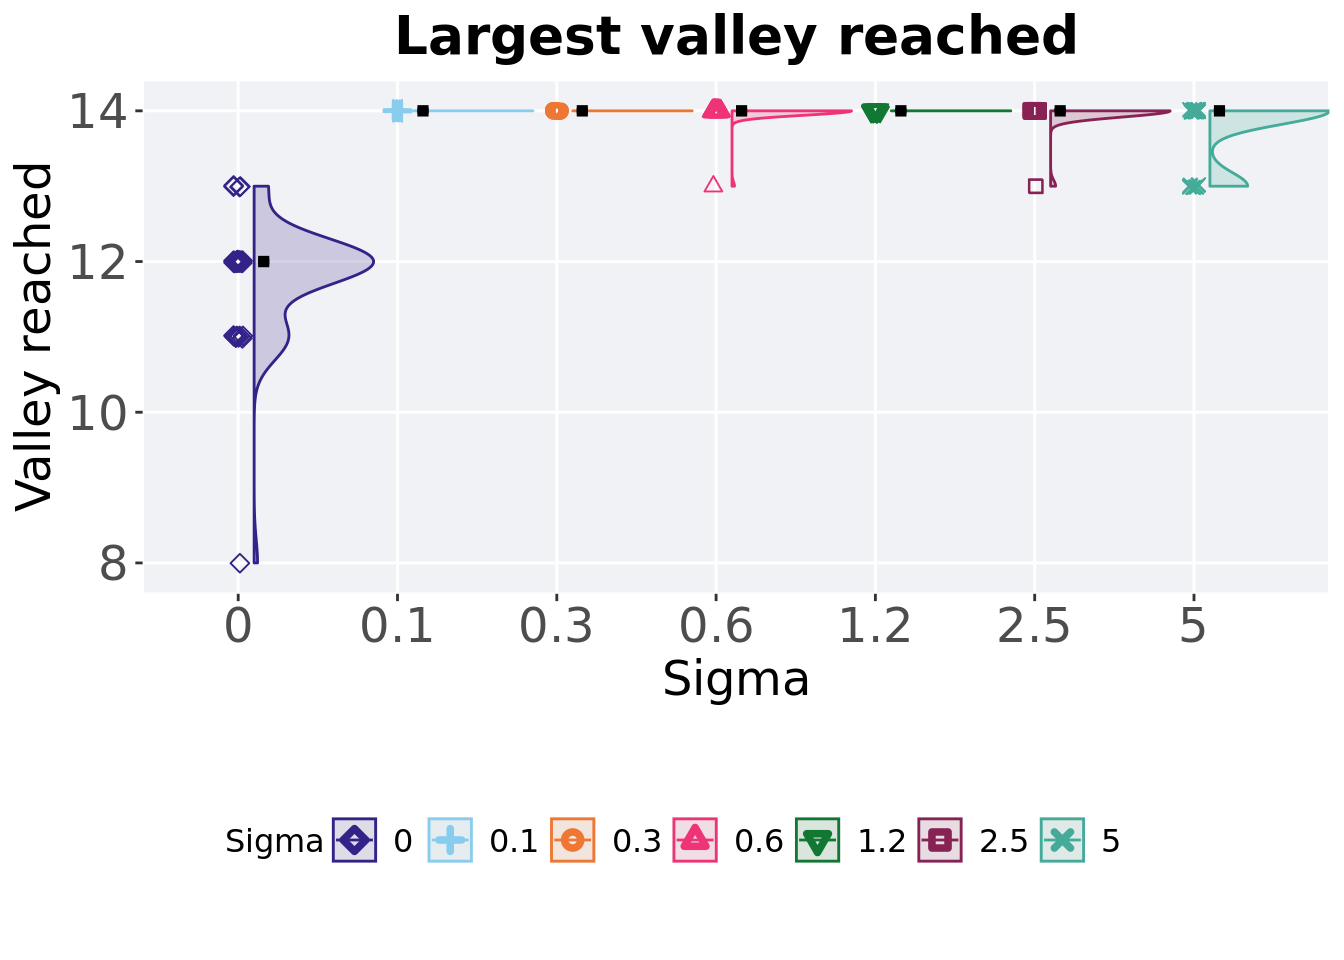 Largest valley reached
14
12
10
8
Valley reached
0 0.1 0.3 0.6 1.2 2.5 5
Sigma
Sigma 0 0.1 0.3 0.6 1.2 2.5 5